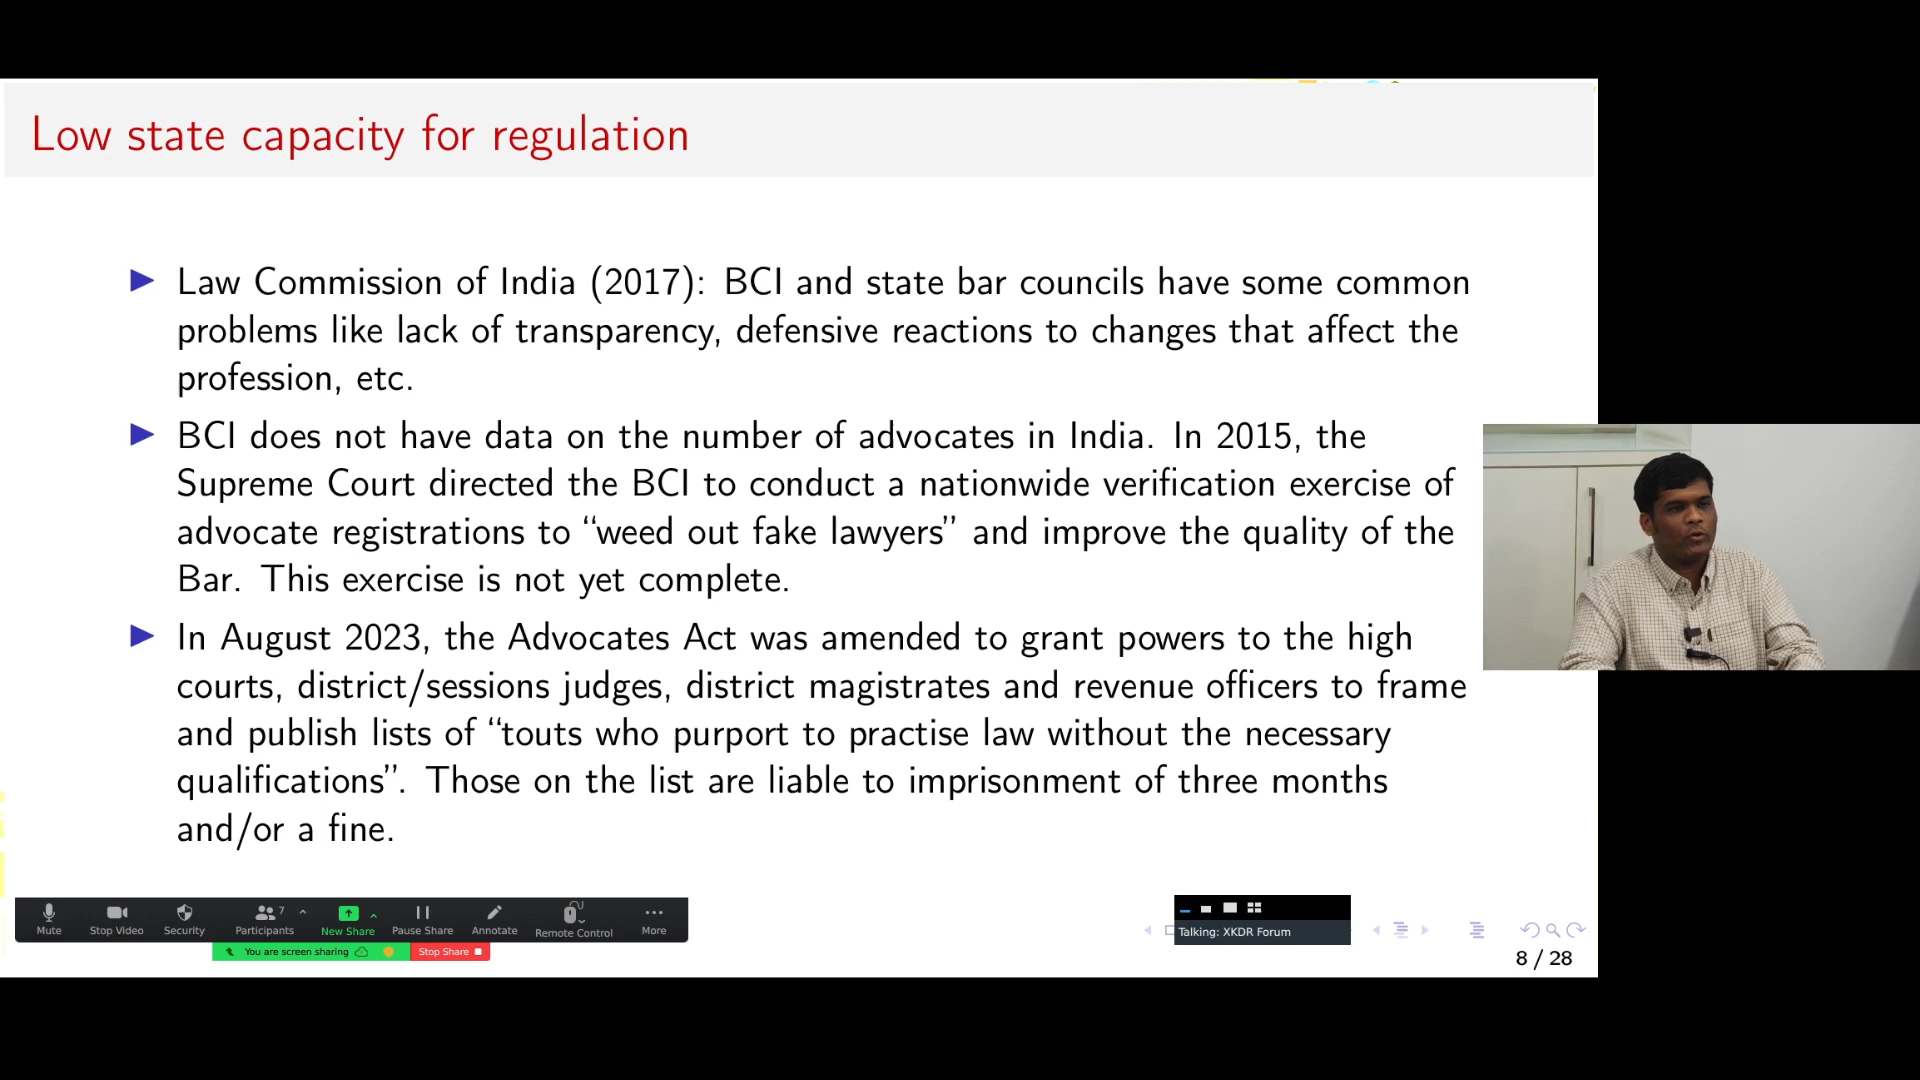 Low state capacity for regulation
Law Commission of India (2017): BCI and state bar councils have some common
problems like lack of transparency, defensive reactions to changes that affect the
profession, etc.
BCI does not have data on the number of advocates in India. In 2015, the
Supreme Court directed the BCI to conduct a nationwide verification exercise of
advocate registrations to “weed out fake lawyers” and improve the quality of the
Bar. This exercise is not yet complete.
In August 2023, the Advocates Act was amended to grant powers to the high
courts, district/sessions judges, district magistrates and revenue officers to frame
and publish lists of “touts who purport to practise law without the necessary
qualifications”. Those on the list are liable to imprisonment of three months
and/or a fine.
7
Mute Stop Video Security Participants New Share Pause Share Annotate Remote Control More
You are screen sharing Stop Share
Talking: XKDR Forum
8 / 28